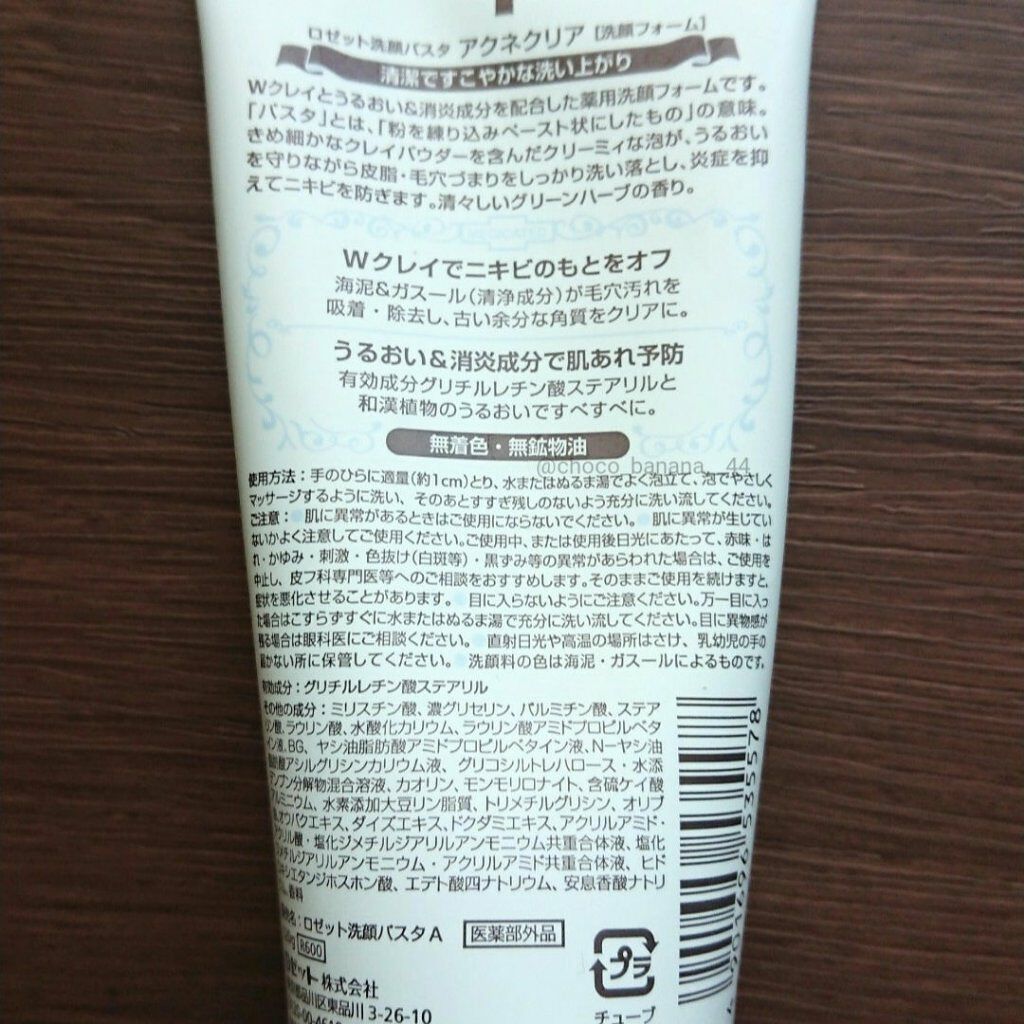 ロゼット洗顔パスタ アクネクリア [洗顔フォーム]
清潔ですこやかな洗い上がり
Wクレイとうるおい&消炎成分を配合した薬用洗顔フォームです。
「パスタ」とは、「粉を練り込みペースト状にしたもの」の意味。
きめ細かなクレイパウダーを含んだクリーミィな泡が、うるおい
を守りながら皮脂・毛穴づまりをしっかり洗い落とし、炎症を抑
えてニキビを防ぎます。清々しいグリーンハーブの香り。
MEDICATED
Wクレイでニキビのもとをオフ
海泥&ガスール(清浄成分)が毛穴汚れを
吸着・除去し、古い余分な角質をクリアに。
うるおい&消炎成分で肌あれ予防
有効成分グリチルレチン酸ステアリルと
和漢植物のうるおいですべすべに。
無着色・無鉱物油
@choco_banana_44
使用方法:手のひらに適量(約1cm)とり、水またはぬるま湯でよく泡立て、泡でやさしく
マッサージするように洗い、そのあとすすぎ残しのないよう充分に洗い流してください。
ご注意:●肌に異常があるときはご使用にならないでください。●肌に異常が生じてい
ないかよく注意してご使用ください。ご使用中、または使用後日光にあたって、赤味・は
れ・かゆみ・刺激・色抜け(白斑等)・黒ずみ等の異常があらわれた場合は、ご使用を
中止し、皮フ科専門医等へのご相談をおすすめします。そのままご使用を続けますと、
症状を悪化させることがあります。●目に入らないようにご注意ください。万一目に入っ
た場合はこすらずすぐに水またはぬるま湯で充分に洗い流してください。目に異物感が
残る場合は眼科医にご相談ください。●直射日光や高温の場所はさけ、乳幼児の手の
届かない所に保管してください。●洗顔料の色は海泥・ガスールによるものです。
有効成分:グリチルレチン酸ステアリル
その他の成分:ミリスチン酸、濃グリセリン、パルミチン酸、ステア
リン酸、ラウリン酸、水酸化カリウム、ラウリン酸アミドプロピルベタ
イン液、BG、ヤシ油脂肪酸アミドプロピルベタイン液、N-ヤシ油
脂肪酸アシルグリシンカリウム液、グリコシルトレハロース・水添
デンプン分解物混合溶液、カオリン、モンモリロナイト、含硫ケイ酸
アルミニウム、水素添加大豆リン脂質、トリメチルグリシン、オリブ
油、オウバクエキス、ダイズエキス、ドクダミエキス、アクリルアミド・
アクリル酸・塩化ジメチルジアリルアンモニウム共重合体液、塩化
ジメチルジアリルアンモニウム・アクリルアミド共重合体液、ヒド
ロキシエタンジホスホン酸、エデト酸四ナトリウム、安息香酸ナトリ
ウム、香料
販売名:ロゼット洗顔パスタA 医薬部外品
R600
ロゼット株式会社
品川区東品川 3-26-10
プラ
チューブ
535578